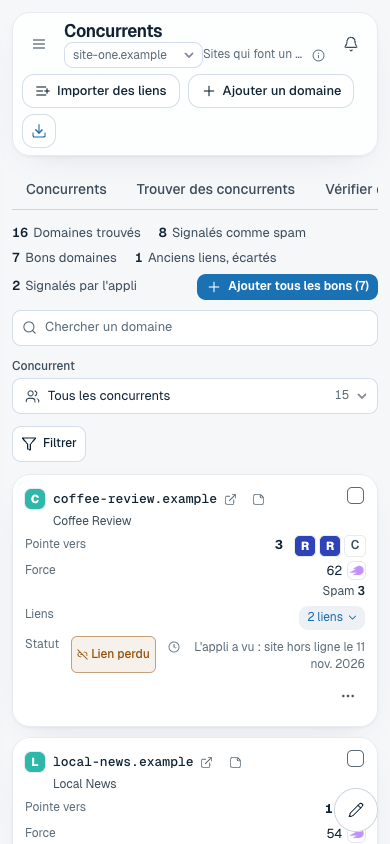 Concurrents
site-one.example
Sites qui font un ...
Importer des liens
Ajouter un domaine
Concurrents
Trouver des concurrents
Vérifier
16 Domaines trouvés
8 Signalés comme spam
7 Bons domaines
1 Anciens liens, écartés
2 Signalés par l'appli
Ajouter tous les bons (7)
Chercher un domaine
Concurrent
Tous les concurrents 15
Filtrer
C coffee-review.example
Coffee Review
Pointe vers 3 R R C
Force 62
Spam 3
Liens 2 liens
Statut Lien perdu L'appli a vu : site hors ligne le 11
nov. 2026
L local-news.example
Local News
Pointe vers 1
Force 54